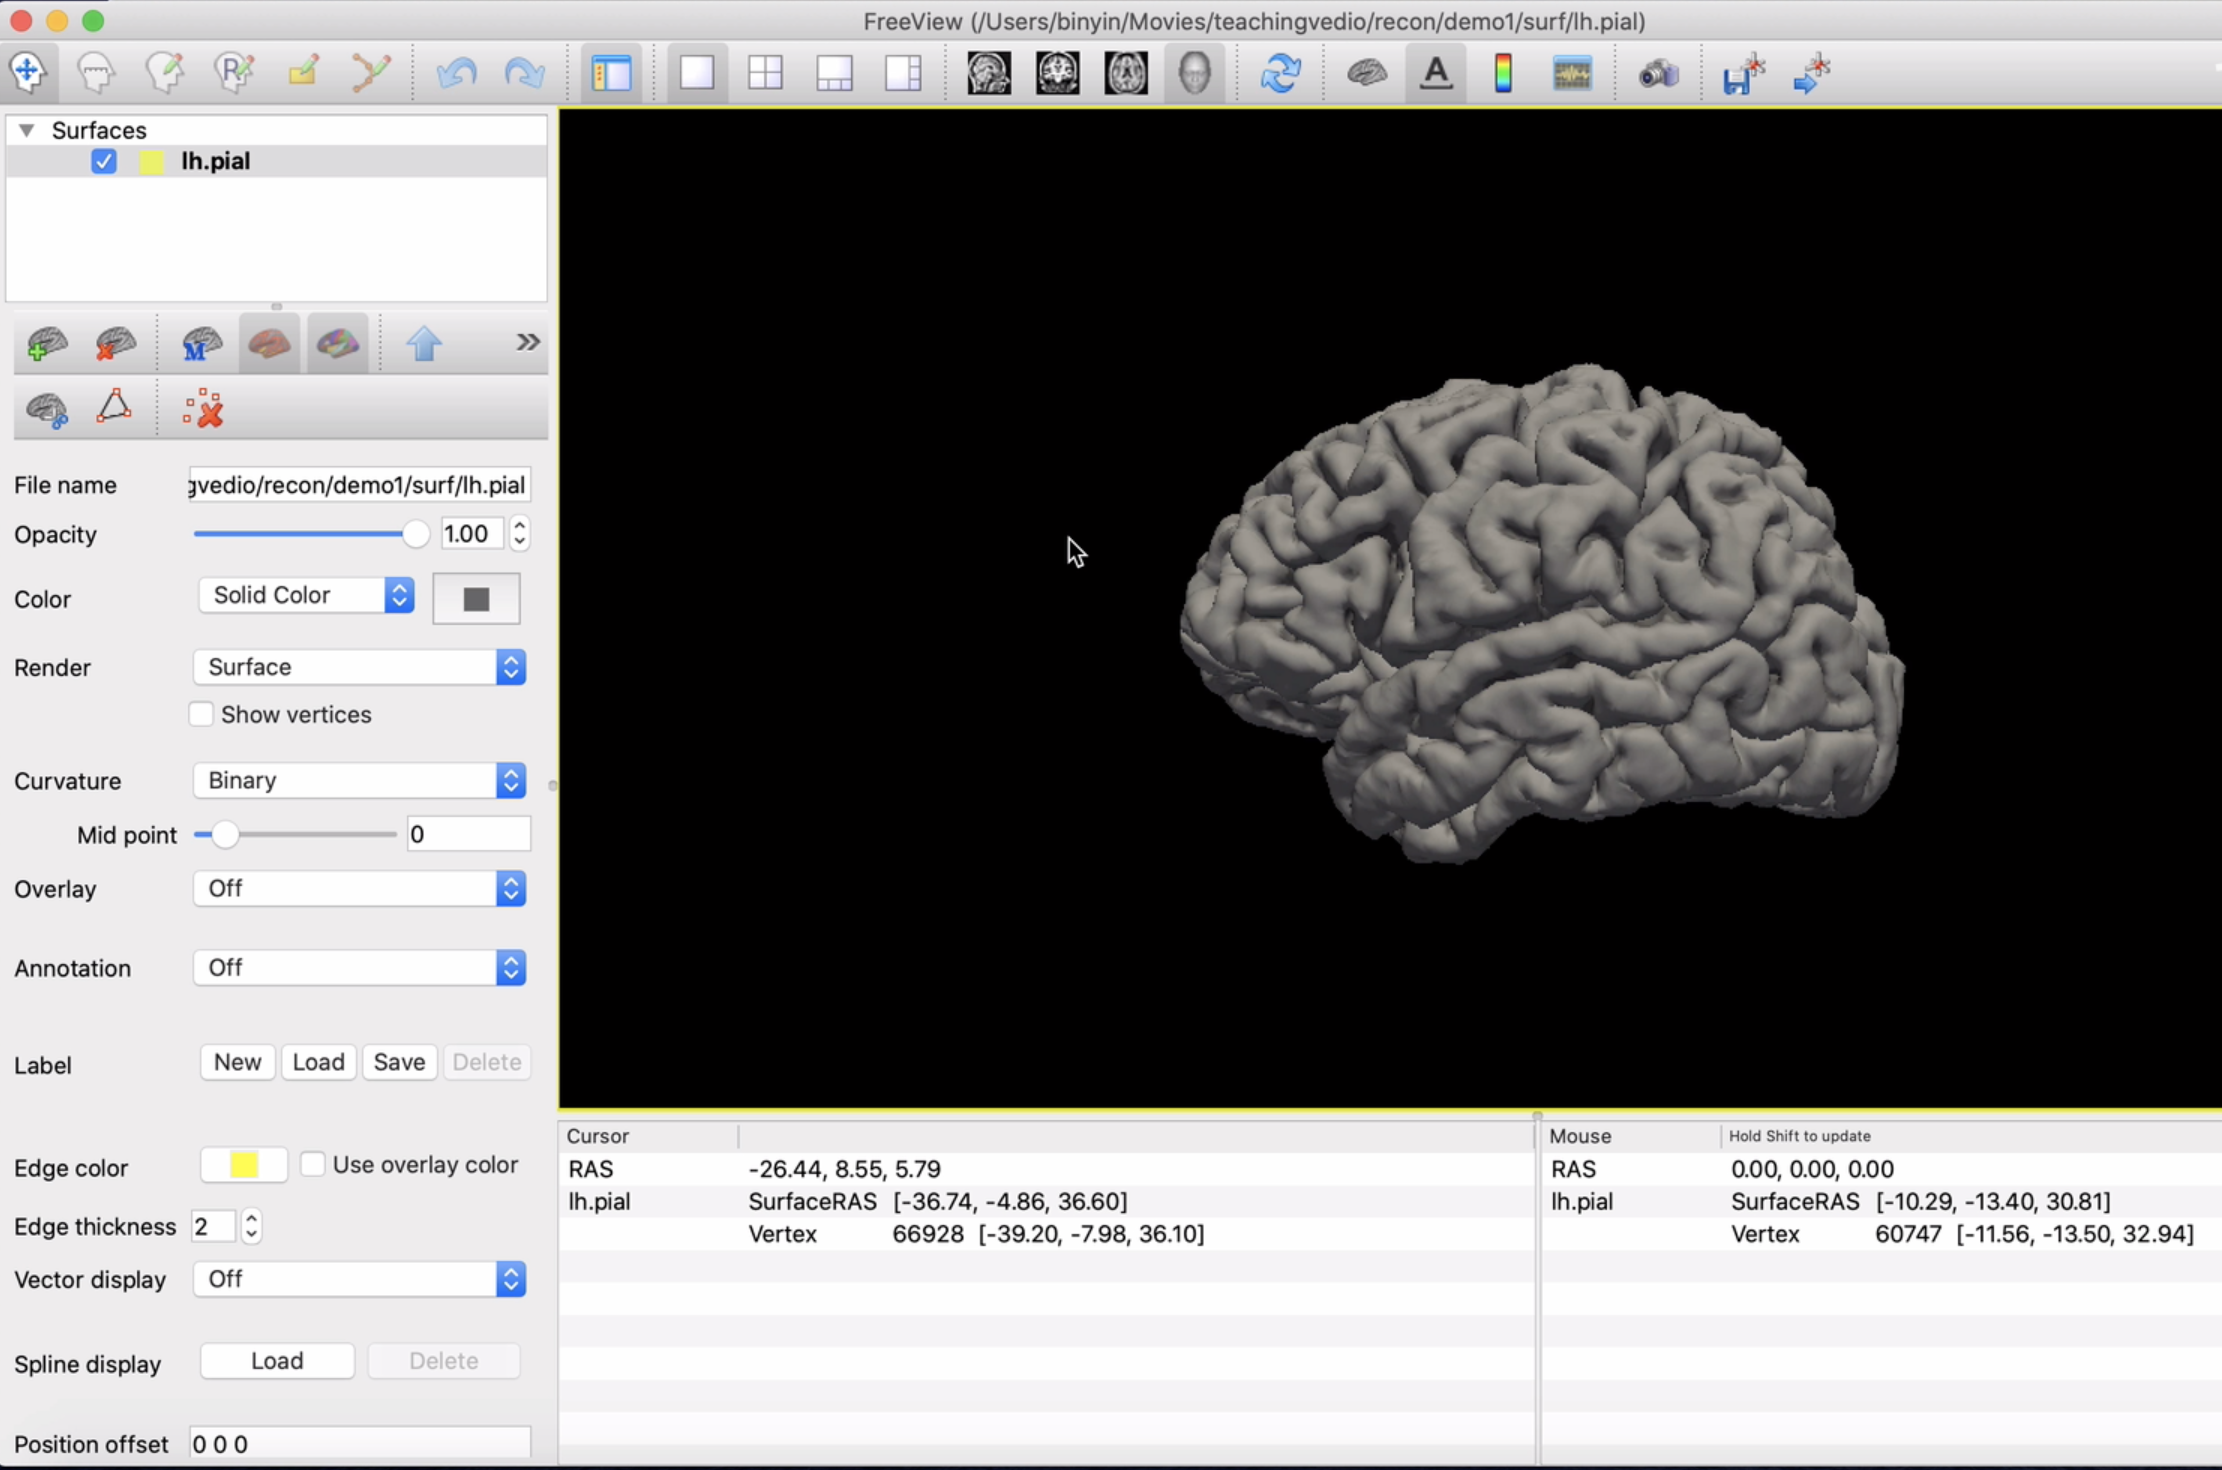 FreeView (/Users/binyin/Movies/teachingvedio/recon/demo1/surf/lh.pial)
R
A
Surfaces
lh.pial
M
»
File name gvedio/recon/demo1/surf/lh.pial
Opacity 1.00
Color Solid Color
Render Surface
Show vertices
Curvature Binary
Mid point 0
Overlay Off
Annotation Off
Label New Load Save Delete
Edge color Use overlay color
Edge thickness 2
Vector display Off
Spline display Load Delete
Position offset 0 0 0
Cursor
RAS -26.44, 8.55, 5.79
lh.pial SurfaceRAS [-36.74, -4.86, 36.60]
Vertex 66928 [-39.20, -7.98, 36.10]
Mouse Hold Shift to update
RAS 0.00, 0.00, 0.00
lh.pial SurfaceRAS [-10.29, -13.40, 30.81]
Vertex 60747 [-11.56, -13.50, 32.94]